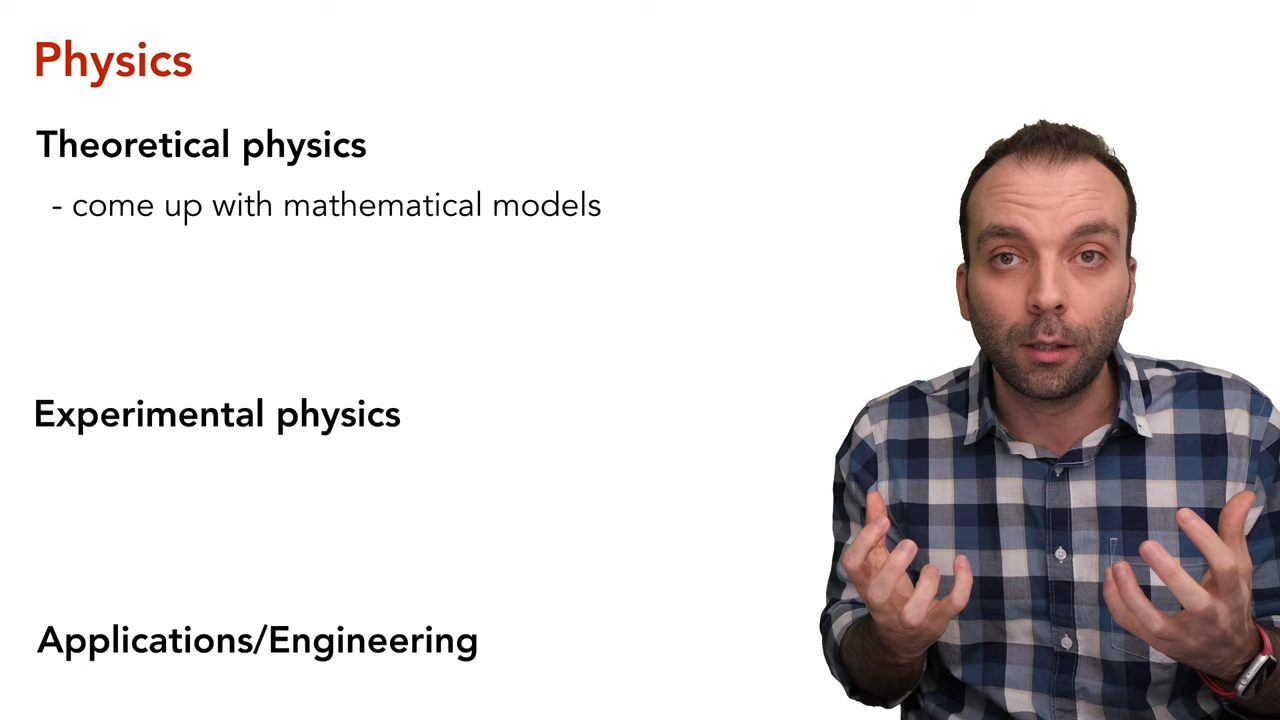 Physics
Theoretical physics
- come up with mathematical models
Experimental physics
Applications/Engineering